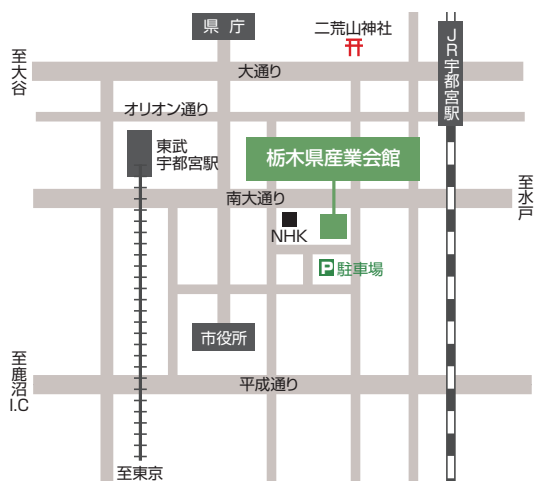 県庁
二荒山神社
JR宇都宮駅
至大谷
大通り
オリオン通り
東武
宇都宮駅
栃木県産業会館
至水戸
南大通り
NHK
P駐車場
市役所
至鹿沼I.C
平成通り
至東京